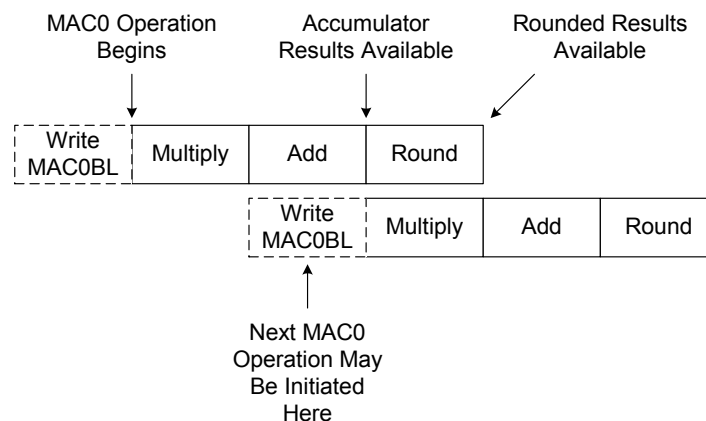 MAC0 Operation
Begins
Accumulator
Results Available
Rounded Results
Available
Write
MAC0BL
Multiply
Add
Round
Write
MAC0BL
Multiply
Add
Round
Next MAC0
Operation May
Be Initiated
Here